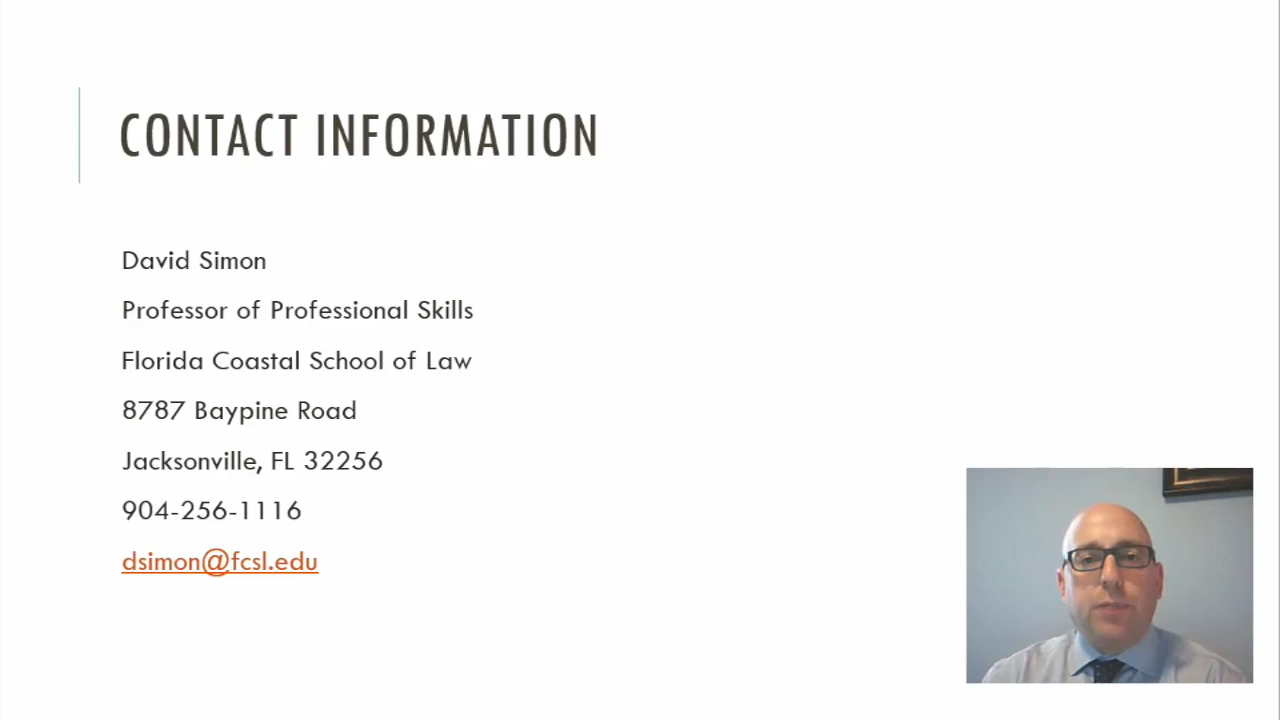 CONTACT INFORMATION
David Simon
Professor of Professional Skills
Florida Coastal School of Law
8787 Baypine Road
Jacksonville, FL 32256
904-256-1116
dsimon@fcsl.edu